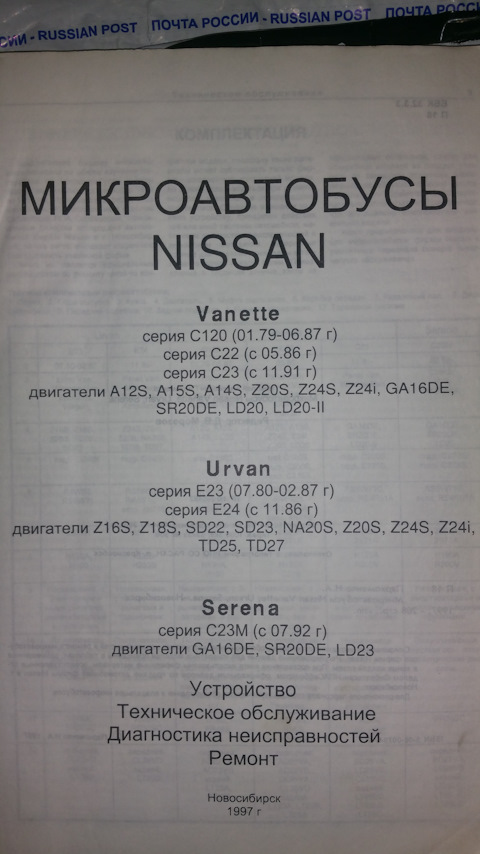 СИИ - RUSSIAN POST ПОЧТА РОССИИ - RUSSIAN POST ПОЧТА РОССИ
МИКРОАВТОБУСЫ
NISSAN
Vanette
серия C120 (01.79-06.87 г)
серия C22 (с 05.86 г)
серия C23 (с 11.91 г)
двигатели A12S, A15S, A14S, Z20S, Z24S, Z24i, GA16DE,
SR20DE, LD20, LD20-II
Urvan
серия E23 (07.80-02.87 г)
серия E24 (с 11.86 г)
двигатели Z16S, Z18S, SD22, SD23, NA20S, Z20S, Z24S, Z24i,
TD25, TD27
Serena
серия C23M (с 07.92 г)
двигатели GA16DE, SR20DE, LD23
Устройство
Техническое обслуживание
Диагностика неисправностей
Ремонт
Новосибирск
1997 г